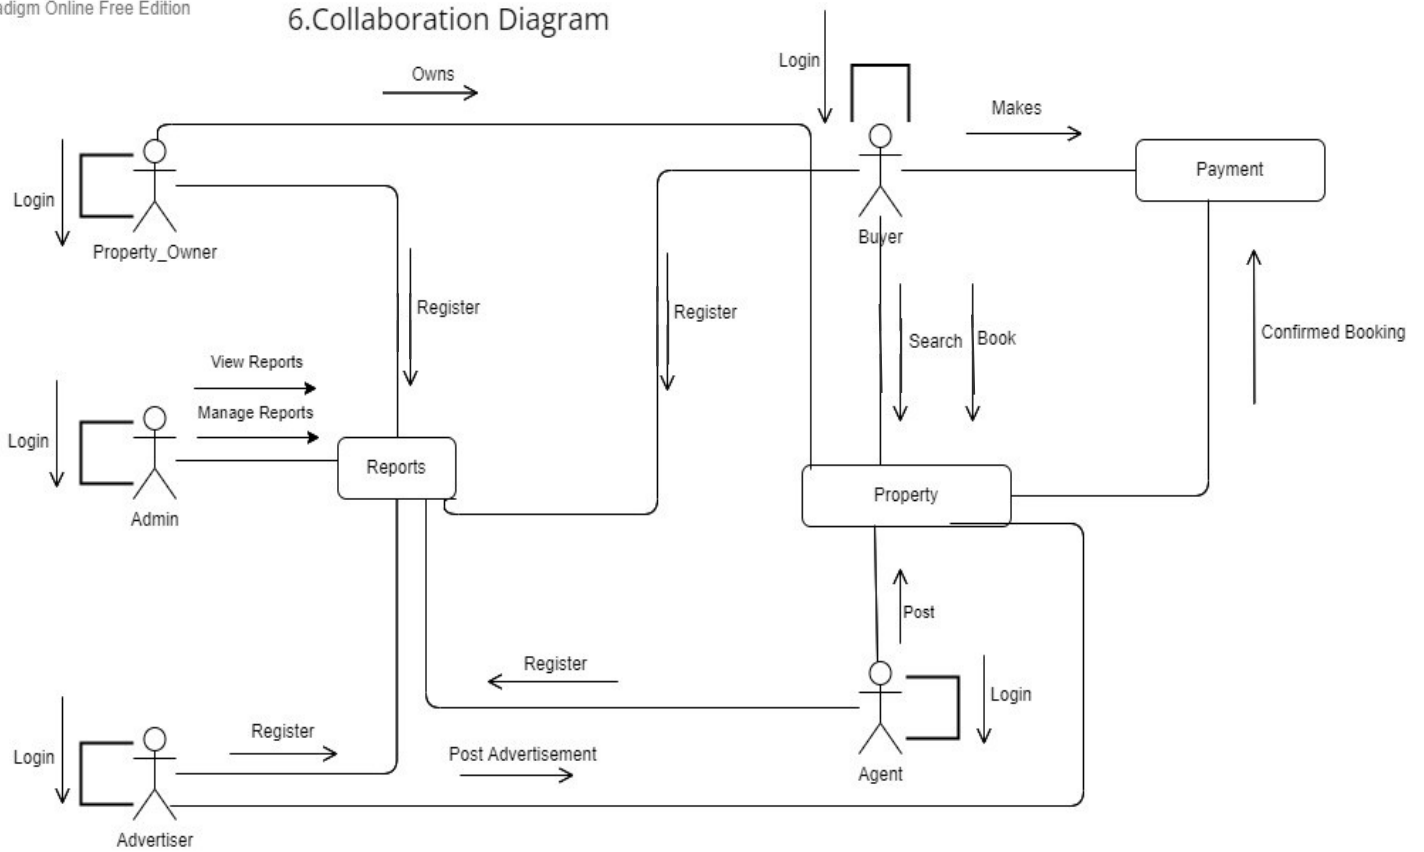 adigm Online Free Edition
6.Collaboration Diagram
Owns
Login
Makes
Payment
Login
Property_Owner
Buyer
Register
Register
Search
Book
Confirmed Booking
View Reports
Manage Reports
Login
Reports
Property
Admin
Post
Register
Login
Register
Post Advertisement
Login
Agent
Advertiser